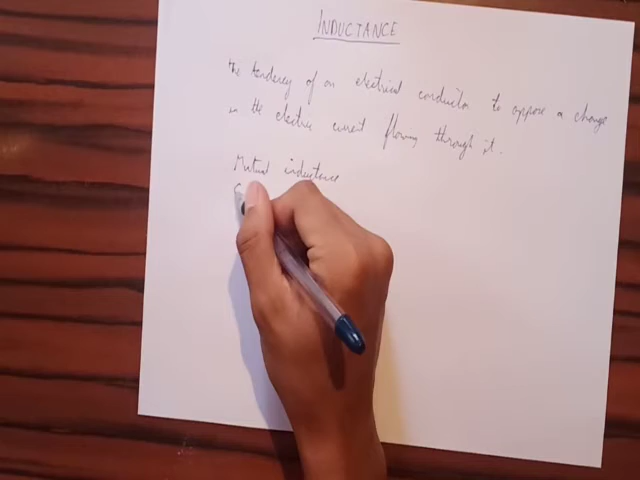 INDUCTANCE
the tendency of an electrical conductor to oppose a change
in the electric current flowing through it.
Mutual inductance